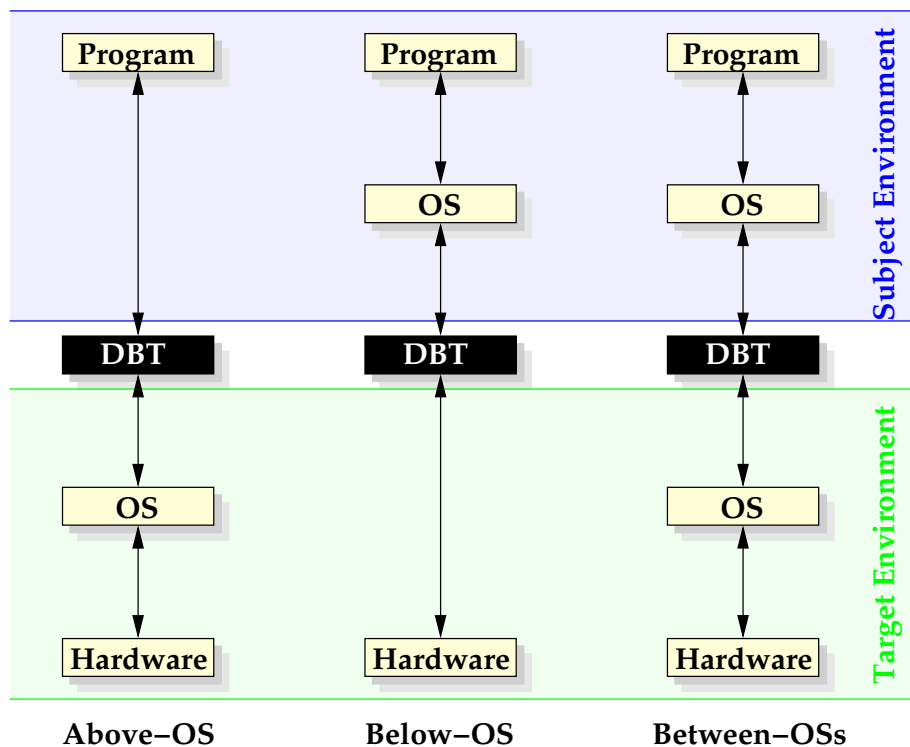 Program
Program
Program
OS
OS
Subject Environment
DBT
DBT
DBT
OS
OS
Target Environment
Hardware
Hardware
Hardware
Above–OS
Below–OS
Between–OSs